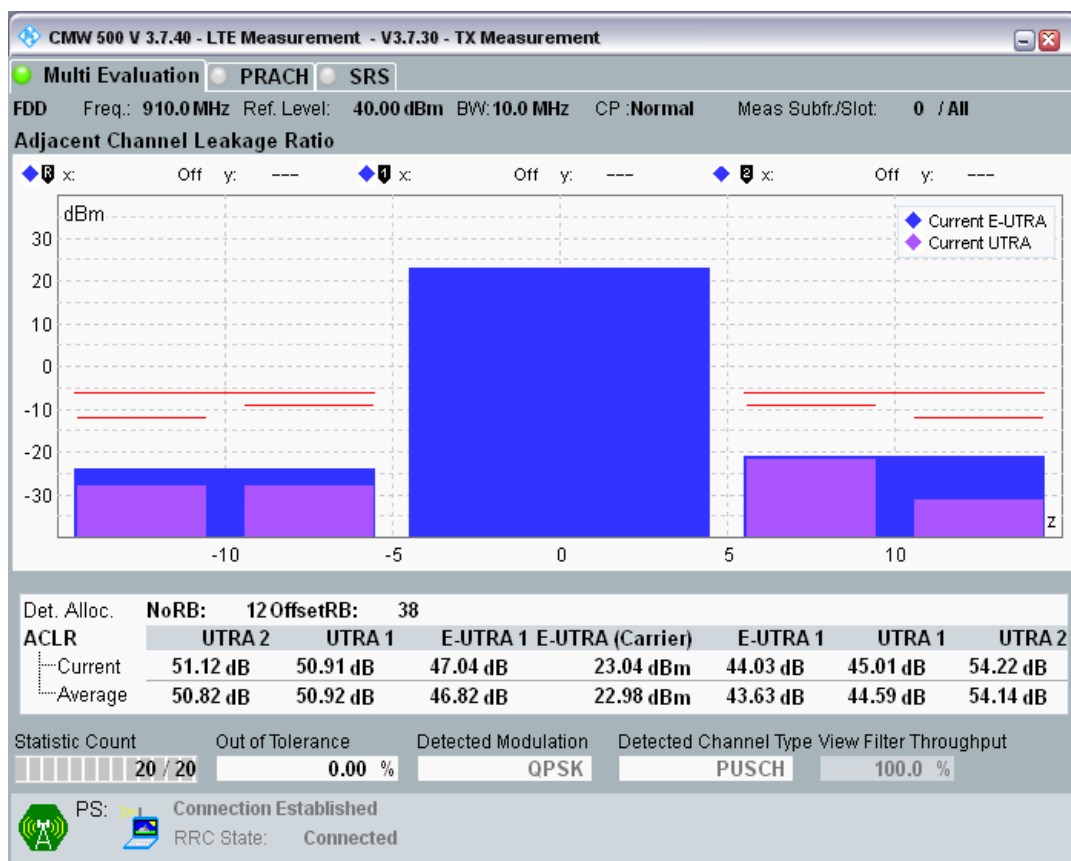 CMW 500 V 3.7.40 - LTE Measurement - V3.7.30 - TX Measurement
Multi Evaluation PRACH SRS
FDD Freq.: 910.0 MHz Ref. Level: 40.00 dBm BW: 10.0 MHz CP :Normal Meas Subfr./Slot: 0 / All
Adjacent Channel Leakage Ratio
R x: Off y: --- 1 x: Off y: --- 2 x: Off y: ---
dBm
Current E-UTRA
Current UTRA
30
20
10
0
-10
-20
-30
z
-10 -5 0 5 10
Det. Alloc. NoRB: 12 OffsetRB: 38
ACLR UTRA 2 UTRA 1 E-UTRA 1 E-UTRA (Carrier) E-UTRA 1 UTRA 1 UTRA 2
Current 51.12 dB 50.91 dB 47.04 dB 23.04 dBm 44.03 dB 45.01 dB 54.22 dB
Average 50.82 dB 50.92 dB 46.82 dB 22.98 dBm 43.63 dB 44.59 dB 54.14 dB
Statistic Count Out of Tolerance Detected Modulation Detected Channel Type View Filter Throughput
20 / 20 0.00 % QPSK PUSCH 100.0 %
PS: Connection Established
RRC State: Connected